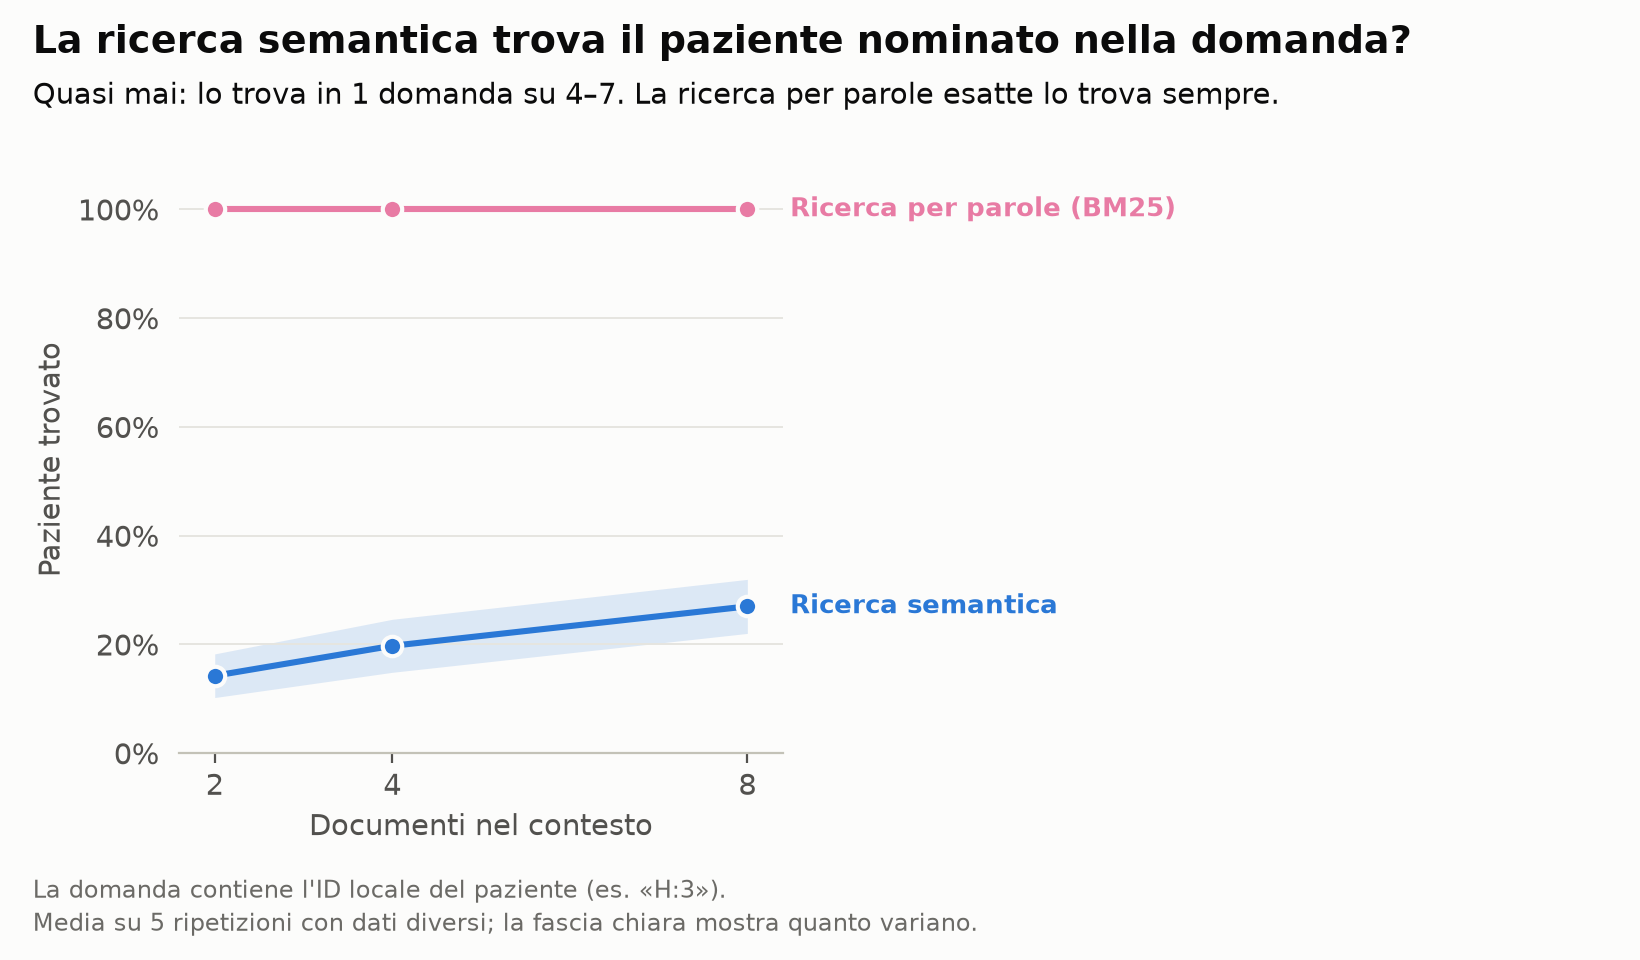 La ricerca semantica trova il paziente nominato nella domanda?
Quasi mai: lo trova in 1 domanda su 4–7. La ricerca per parole esatte lo trova sempre.
100%
80%
60%
40%
20%
0%
Paziente trovato
Ricerca per parole (BM25)
Ricerca semantica
2
4
8
Documenti nel contesto
La domanda contiene l'ID locale del paziente (es. «H:3»).
Media su 5 ripetizioni con dati diversi; la fascia chiara mostra quanto variano.